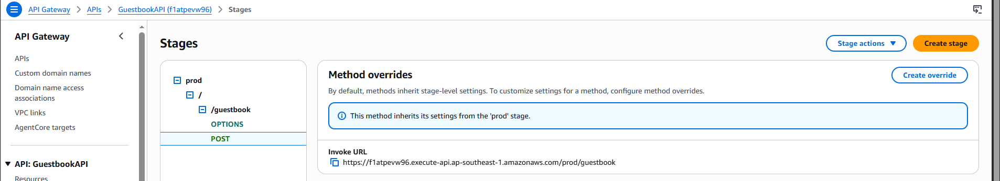 API Gateway > APIs > GuestbookAPI (f1atpevw96) > Stages
API Gateway
APIs
Custom domain names
Domain name access
associations
VPC links
AgentCore targets
API: GuestbookAPI
Resources
Stages
Stage actions
Create stage
prod
/
/guestbook
OPTIONS
POST
Method overrides
Create override
By default, methods inherit stage-level settings. To customize settings for a method, configure method overrides.
This method inherits its settings from the 'prod' stage.
Invoke URL
https://f1atpevw96.execute-api.ap-southeast-1.amazonaws.com/prod/guestbook